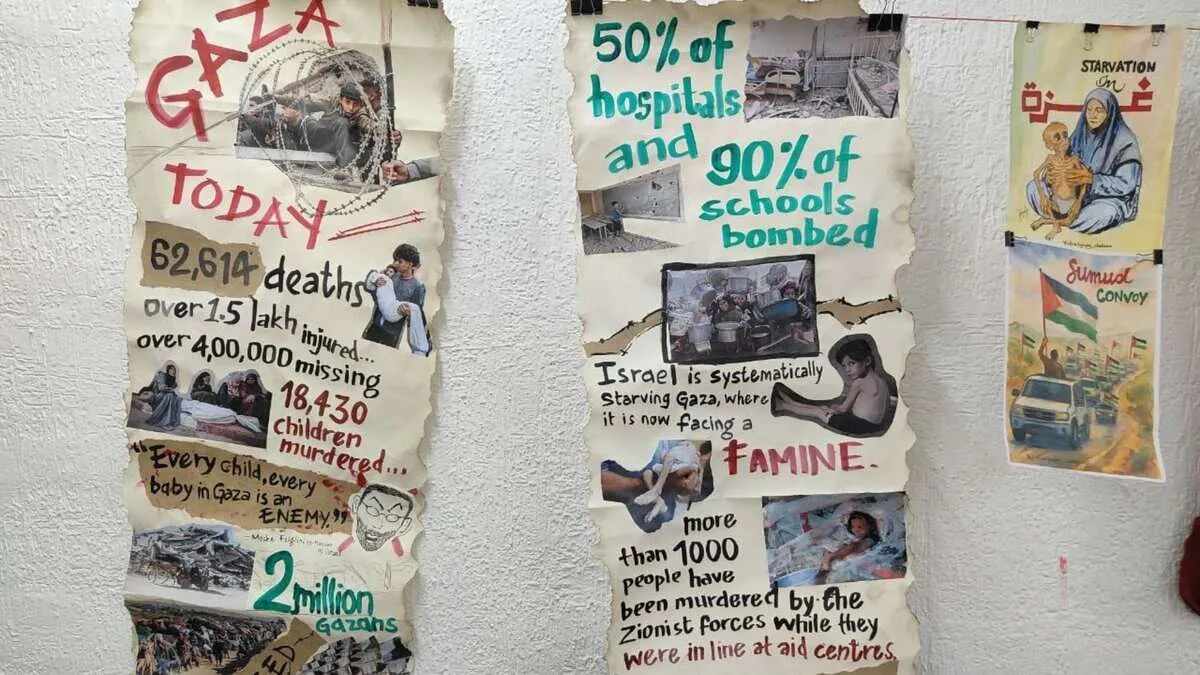 GAZA
TODAY
62,614 deaths
over 1.5 lakh injured...
over 4,00,000 missing
18,430
children
murdered...
"Every child, every
baby in Gaza is an
ENEMY."
2 million
Gazans
50% of
hospitals
and
90% of
schools
bombed
Israel is systematically
starving Gaza, where
it is now facing a
FAMINE.
more
than 1000
people have
been murdered by the
Zionist forces while they
were in line at aid centres.
STARVATION
in
غزة
Sumud
CONVOY